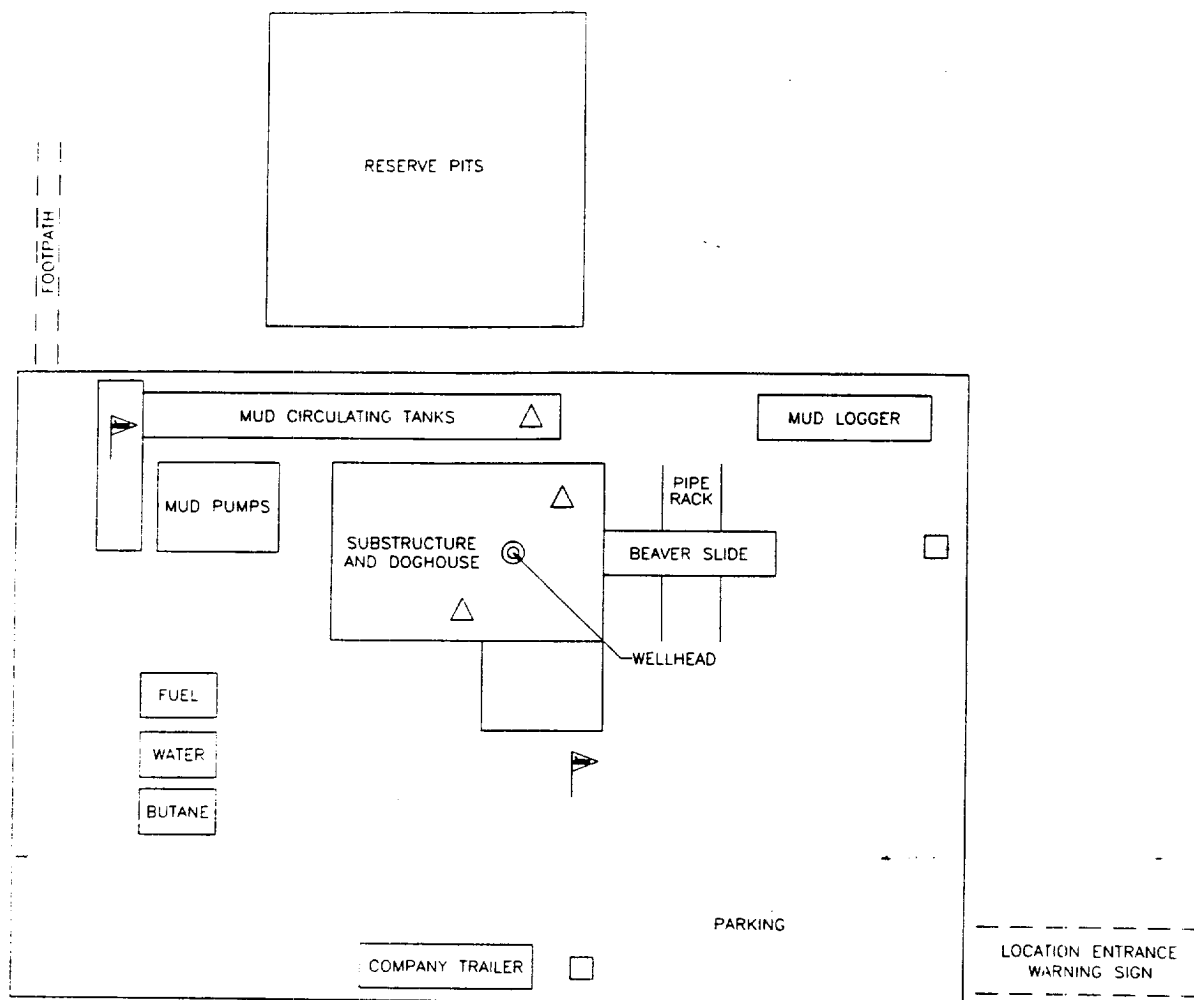 RESERVE PITS
FOOTPATH
MUD CIRCULATING TANKS
MUD LOGGER
MUD PUMPS
PIPE
RACK
SUBSTRUCTURE
AND DOGHOUSE
BEAVER SLIDE
WELLHEAD
FUEL
WATER
BUTANE
PARKING
COMPANY TRAILER
LOCATION ENTRANCE
WARNING SIGN